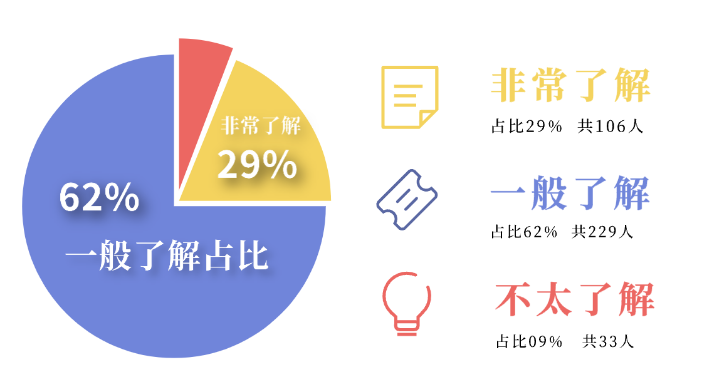 非常了解
29%
62%
一般了解占比
非常了解
占比29% 共106人
一般了解
占比62% 共229人
不太了解
占比09% 共33人